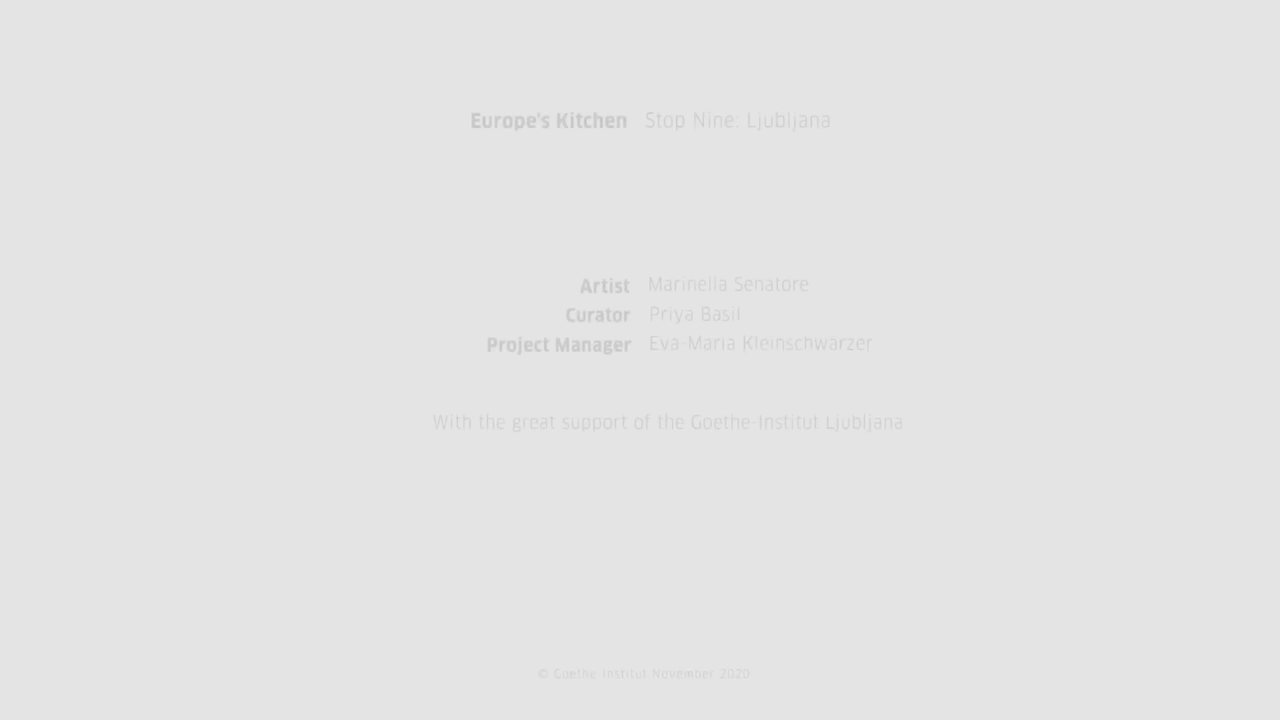 Europe's Kitchen Stop Nine: Ljubljana
Artist Marinella Senatore
Curator Priya Basil
Project Manager Eva-Maria Kleinschwärzer
With the great support of the Goethe-Institut Ljubljana
© Goethe-Institut November 2020